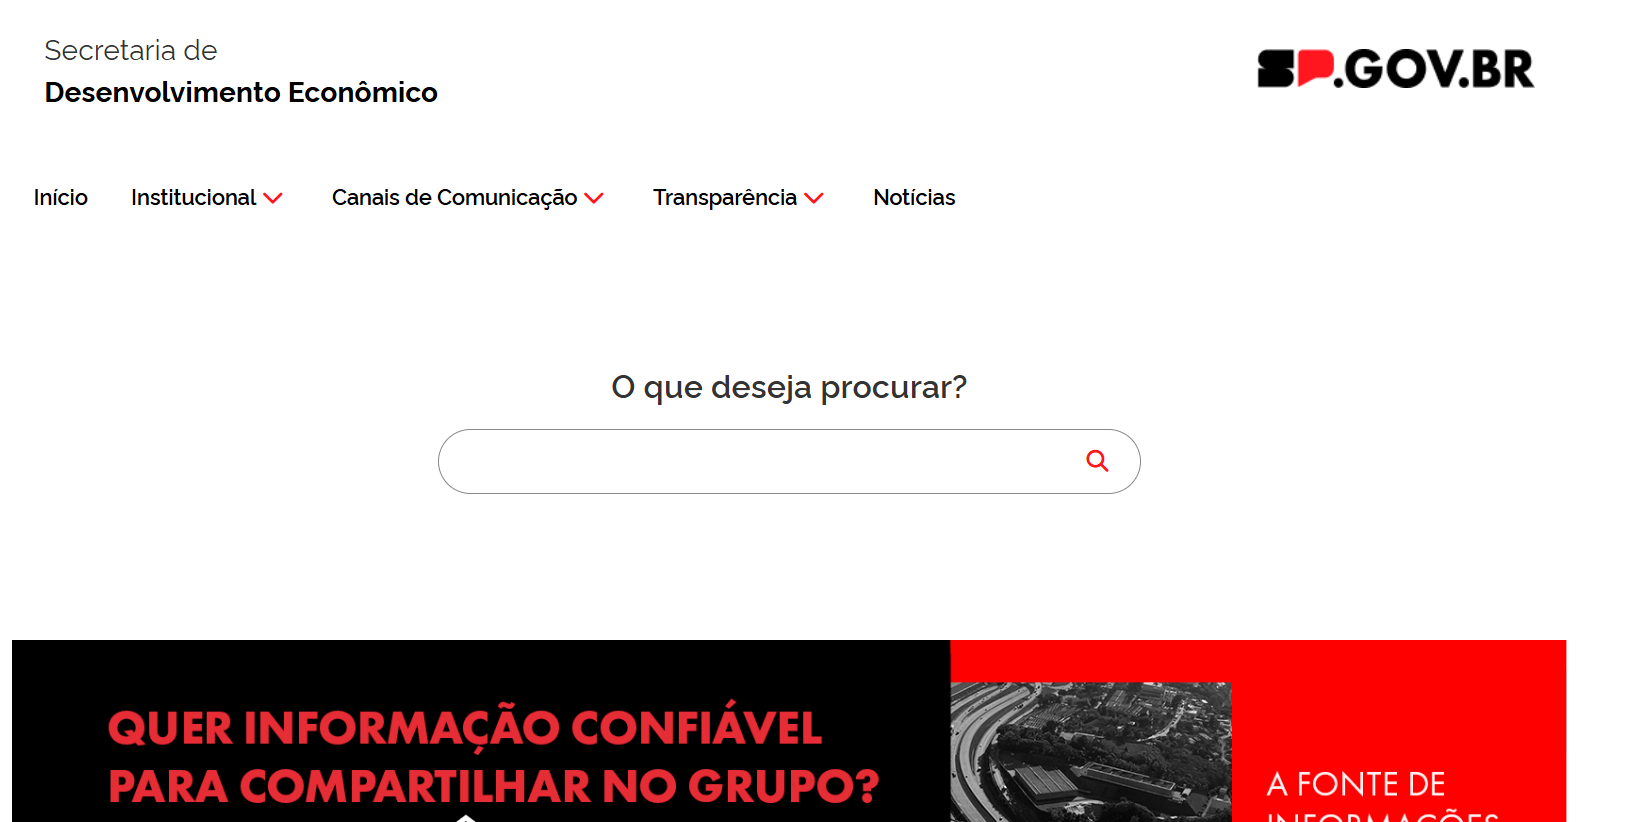 Secretaria de
Desenvolvimento Econômico
SP.GOV.BR
Início Institucional Canais de Comunicação Transparência Notícias
O que deseja procurar?
QUER INFORMAÇÃO CONFIÁVEL
PARA COMPARTILHAR NO GRUPO?
A FONTE DE
INFORMAÇÕES